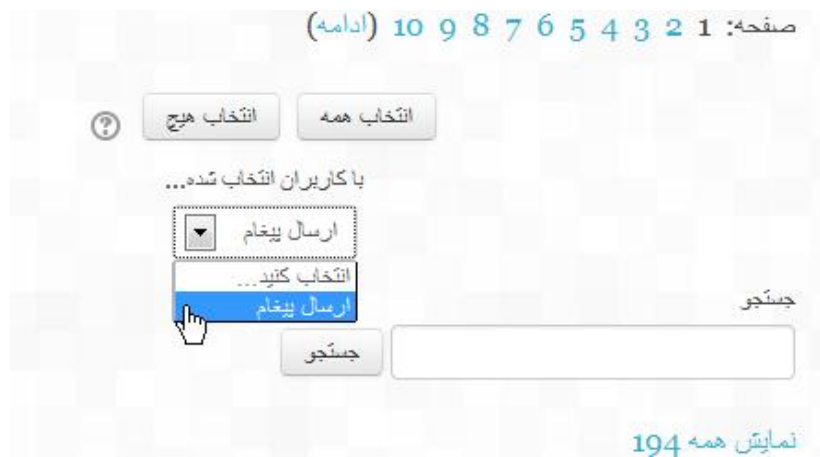 صفحه: 1 2 3 4 5 6 7 8 9 10 (ادامه)
انتخاب همه انتخاب هیچ ?
با کاربران انتخاب شده...
ارسال پیغام
انتخاب کنید...
ارسال پیغام
جستجو
جستجو
نمایش همه 194